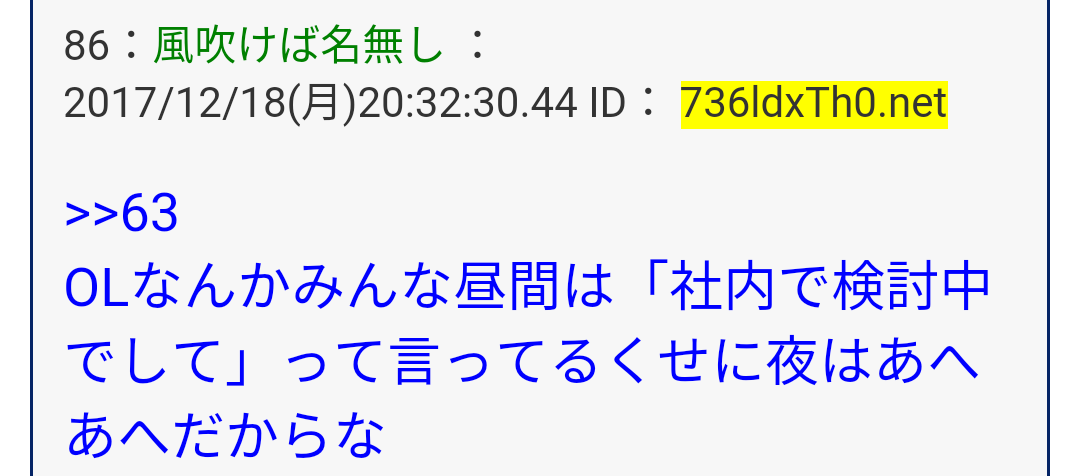 86：風吹けば名無し ：
2017/12/18(月)20:32:30.44 ID： 736ldxTh0.net
>>63
OLなんかみんな昼間は「社内で検討中
でして」って言ってるくせに夜はあへ
あへだからな